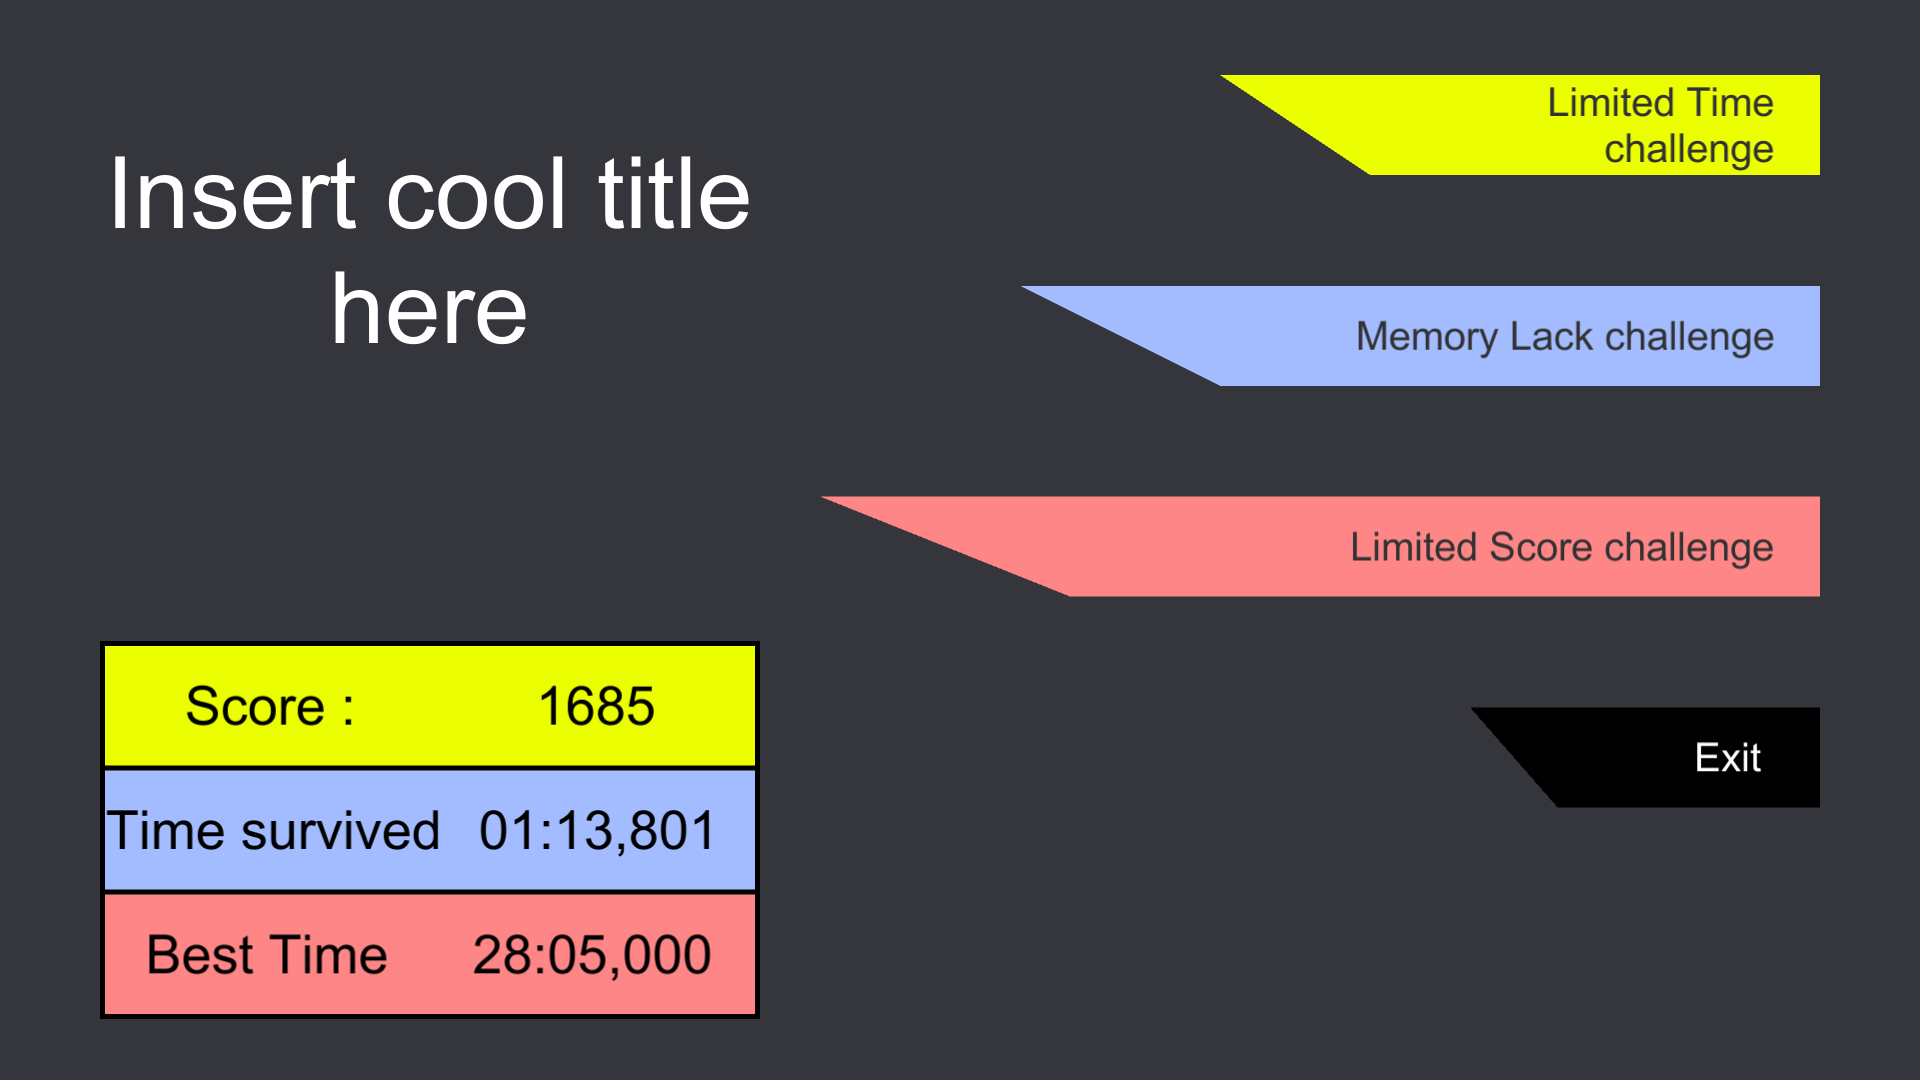 Insert cool title
here
Limited Time
challenge
Memory Lack challenge
Limited Score challenge
Exit
Score : 1685
Time survived 01:13,801
Best Time 28:05,000